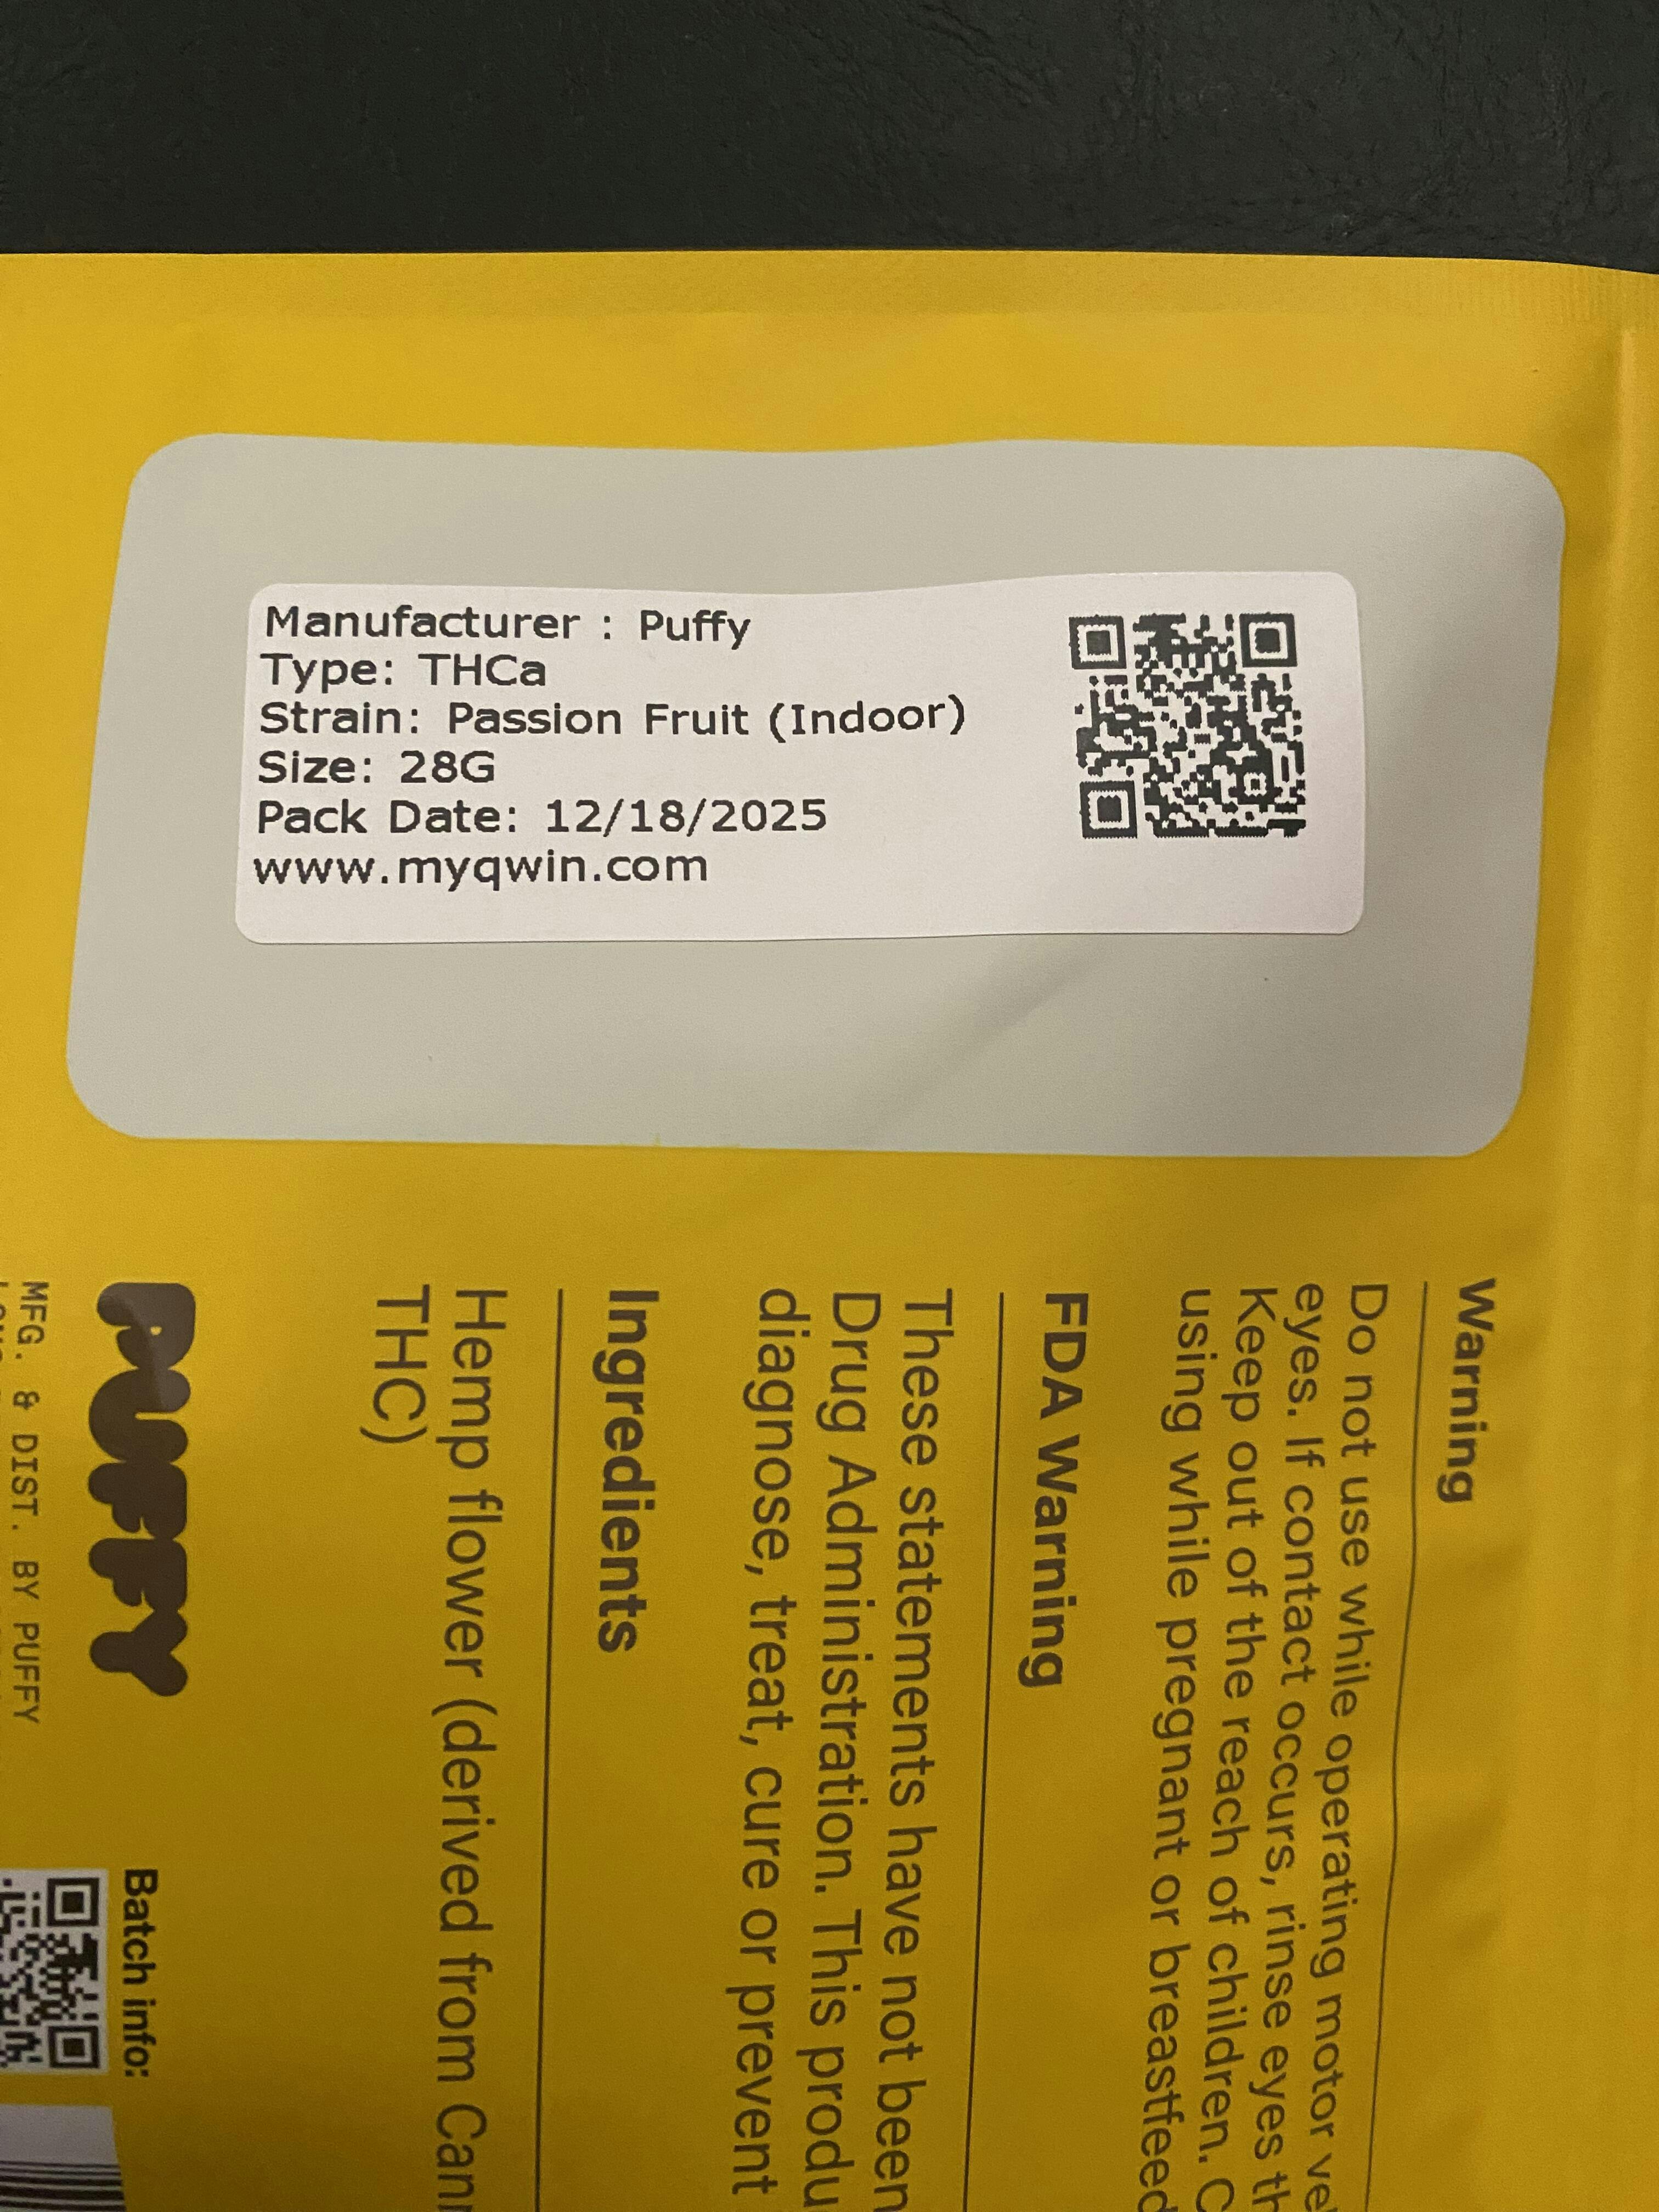 Manufacturer : Puffy
Type: THCa
Strain: Passion Fruit (Indoor)
Size: 28G
Pack Date: 12/18/2025
www.myqwin.com
Warning
Do not use while operating motor
eyes. If contact occurs, rinse eyes
Keep out of the reach of children.
using while pregnant or
FDA Warning
These statements have not been
Drug Administration. This
diagnose, treat, cure or prevent
Ingredients
Hemp flower (derived from
THC)
PUFFY
MFG. & DIST. BY PUFFY
Batch info: